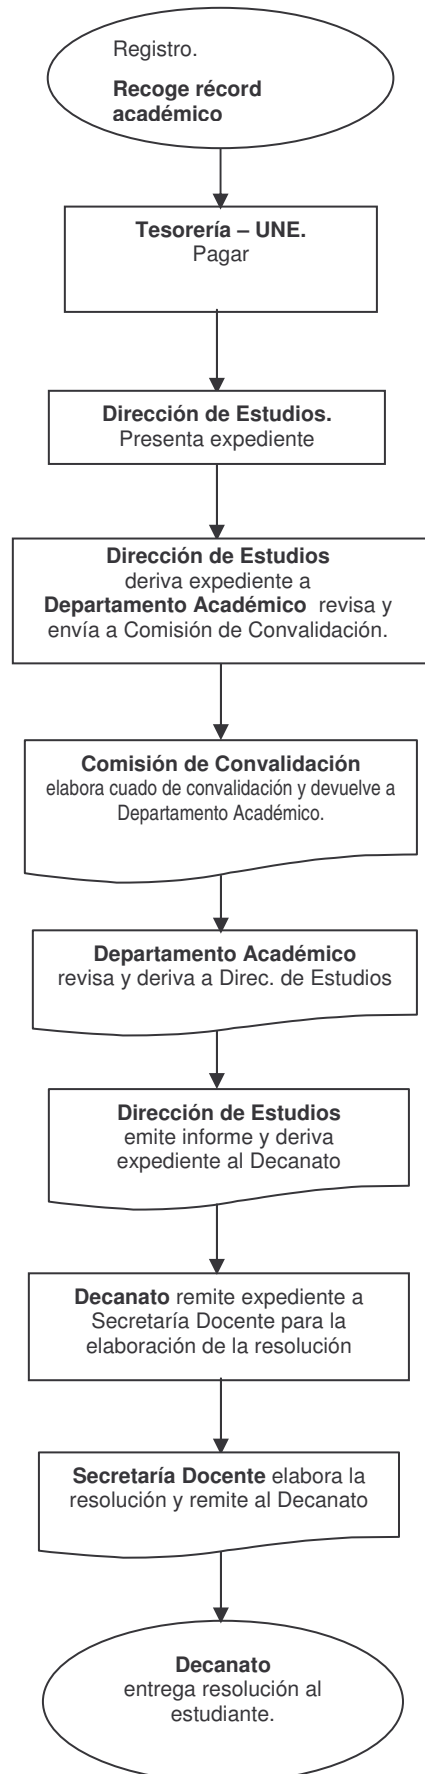 Registro.
Recoge récord
académico
Tesorería – UNE.
Pagar
Dirección de Estudios.
Presenta expediente
Dirección de Estudios
deriva expediente a
Departamento Académico revisa y
envía a Comisión de Convalidación.
Comisión de Convalidación
elabora cuado de convalidación y devuelve a
Departamento Académico.
Departamento Académico
revisa y deriva a Direc. de Estudios
Dirección de Estudios
emite informe y deriva
expediente al Decanato
Decanato remite expediente a
Secretaría Docente para la
elaboración de la resolución
Secretaría Docente elabora la
resolución y remite al Decanato
Decanato
entrega resolución al
estudiante.